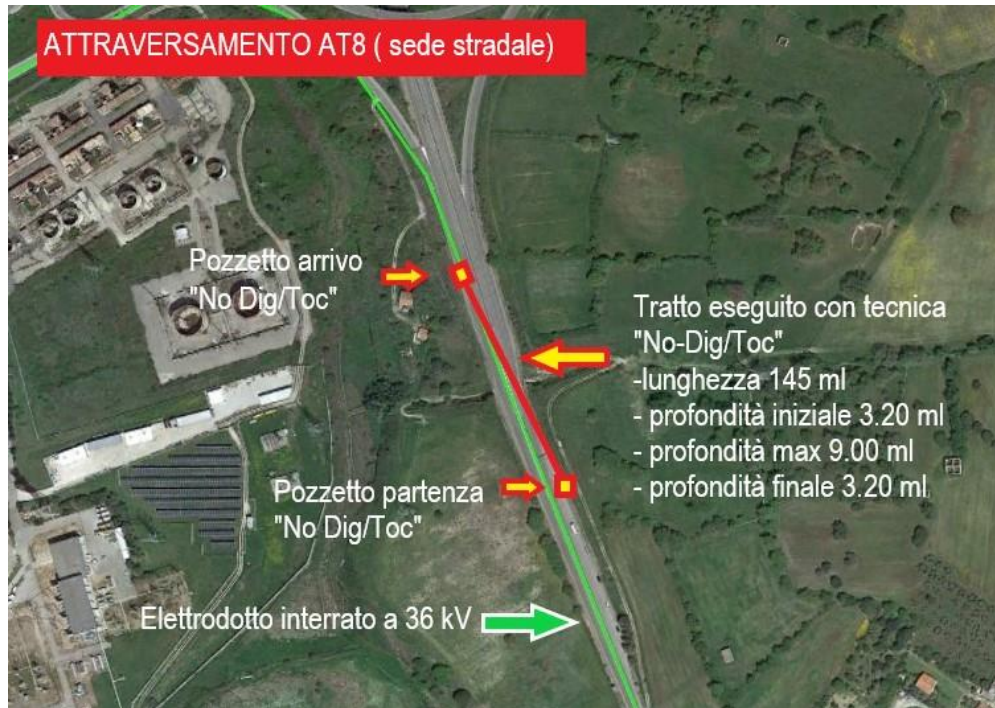 ATTRAVERSAMENTO AT8 ( sede stradale)
Pozzetto arrivo
"No Dig/Toc"
Tratto eseguito con tecnica
"No-Dig/Toc"
-lunghezza 145 ml
- profondità iniziale 3.20 ml
- profondità max 9.00 ml
- profondità finale 3.20 ml
Pozzetto partenza
"No Dig/Toc"
Elettrodotto interrato a 36 kV